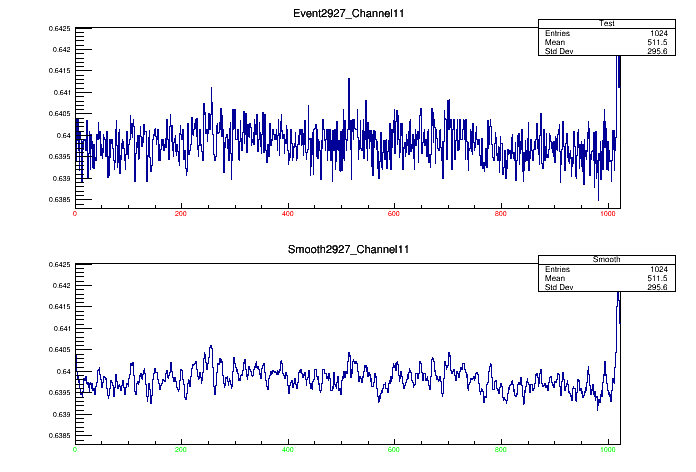 Event2927_Channel11
Test
Entries 1024
Mean 511.5
Std Dev 295.6
0.6425
0.642
0.6415
0.641
0.6405
0.64
0.6395
0.639
0.6385
0 200 400 600 800 1000
Smooth2927_Channel11
Smooth
Entries 1024
Mean 511.5
Std Dev 295.6
0.6425
0.642
0.6415
0.641
0.6405
0.64
0.6395
0.639
0.6385
0 200 400 600 800 1000